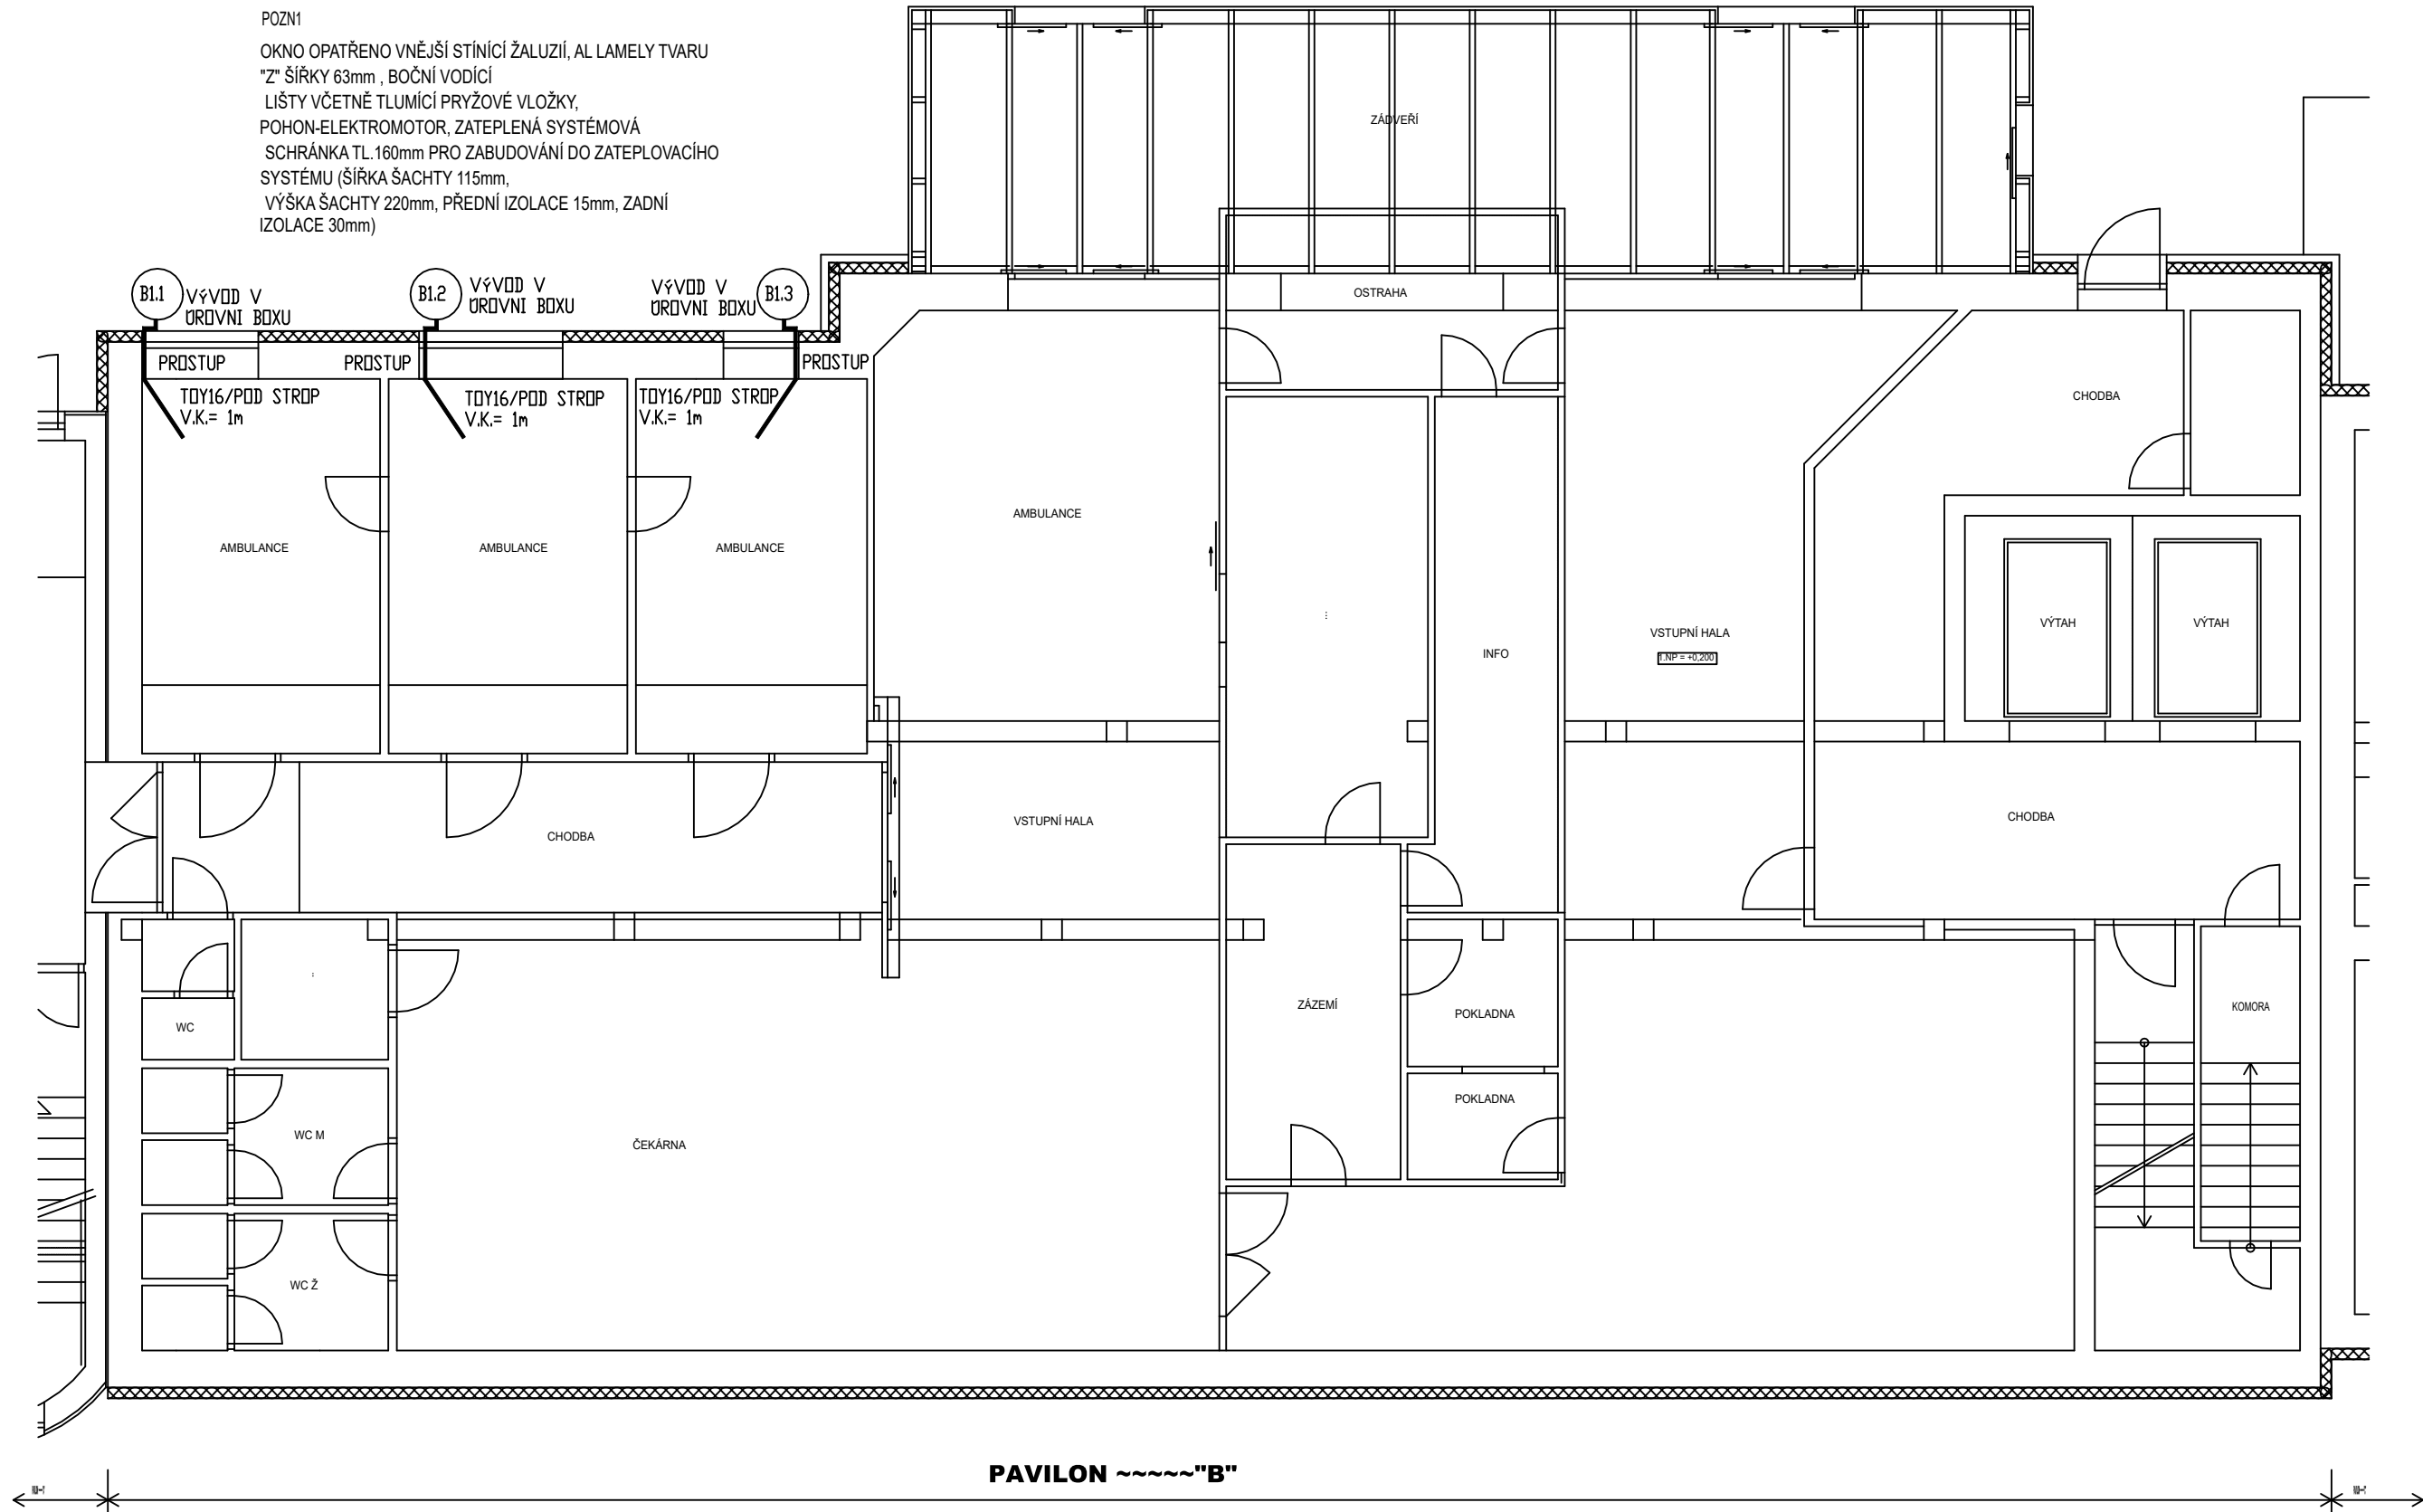 POZN1
OKNO OPATŘENO VNĚJŠÍ STÍNÍCÍ ŽALUZIÍ, AL LAMELY TVARU
"Z" ŠÍŘKY 63mm , BOČNÍ VODÍCÍ
LIŠTY VČETNĚ TLUMÍCÍ PRYŽOVÉ VLOŽKY,
POHON-ELEKTROMOTOR, ZATEPLENÁ SYSTÉMOVÁ
SCHRÁNKA TL.160mm PRO ZABUDOVÁNÍ DO ZATEPLOVACÍHO
SYSTÉMU (ŠÍŘKA ŠACHTY 115mm,
VÝŠKA ŠACHTY 220mm, PŘEDNÍ IZOLACE 15mm, ZADNÍ
IZOLACE 30mm)
ZÁDVEŘÍ
B1.1
VÝVOD V
ÚROVNI BOXU
B1.2
VÝVOD V
ÚROVNI BOXU
VÝVOD V
ÚROVNI BOXU
B1.3
OSTRAHA
PROSTUP
PROSTUP
PROSTUP
TOY16/POD STROP
V.K.= 1m
TOY16/POD STROP
V.K.= 1m
TOY16/POD STROP
V.K.= 1m
CHODBA
AMBULANCE
AMBULANCE
AMBULANCE
AMBULANCE
VÝTAH
VÝTAH
VSTUPNÍ HALA
1.NP = +0,200
INFO
CHODBA
VSTUPNÍ HALA
CHODBA
WC
ZÁZEMÍ
POKLADNA
KOMORA
POKLADNA
WC M
ČEKÁRNA
WC Ž
PAVILON ~~~~~"B"